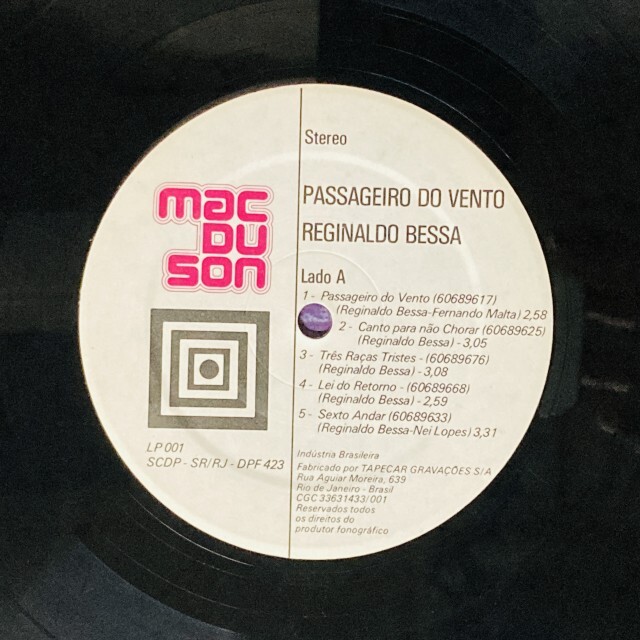 Stereo
mac
DU
son
PASSAGEIRO DO VENTO
REGINALDO BESSA
Lado A
1 - Passageiro do Vento (60689617)
(Reginaldo Bessa-Fernando Malta) 2,58
2 - Canto para não Chorar (60689625)
(Reginaldo Bessa) - 3,05
3 - Três Raças Tristes - (60689676)
(Reginaldo Bessa) - 3,08
4 - Lei do Retorno - (60689668)
(Reginaldo Bessa) - 2,59
5 - Sexto Andar (60689633)
(Reginaldo Bessa-Nei Lopes) 3,31
LP 001
SCDP - SR/RJ - DPF 423
Indústria Brasileira
Fabricado por TAPECAR GRAVAÇÕES S/A
Rua Aguiar Moreira, 639
Rio de Janeiro - Brasil
CGC 33631433/001
Reservados todos
os direitos do
produtor fonográfico